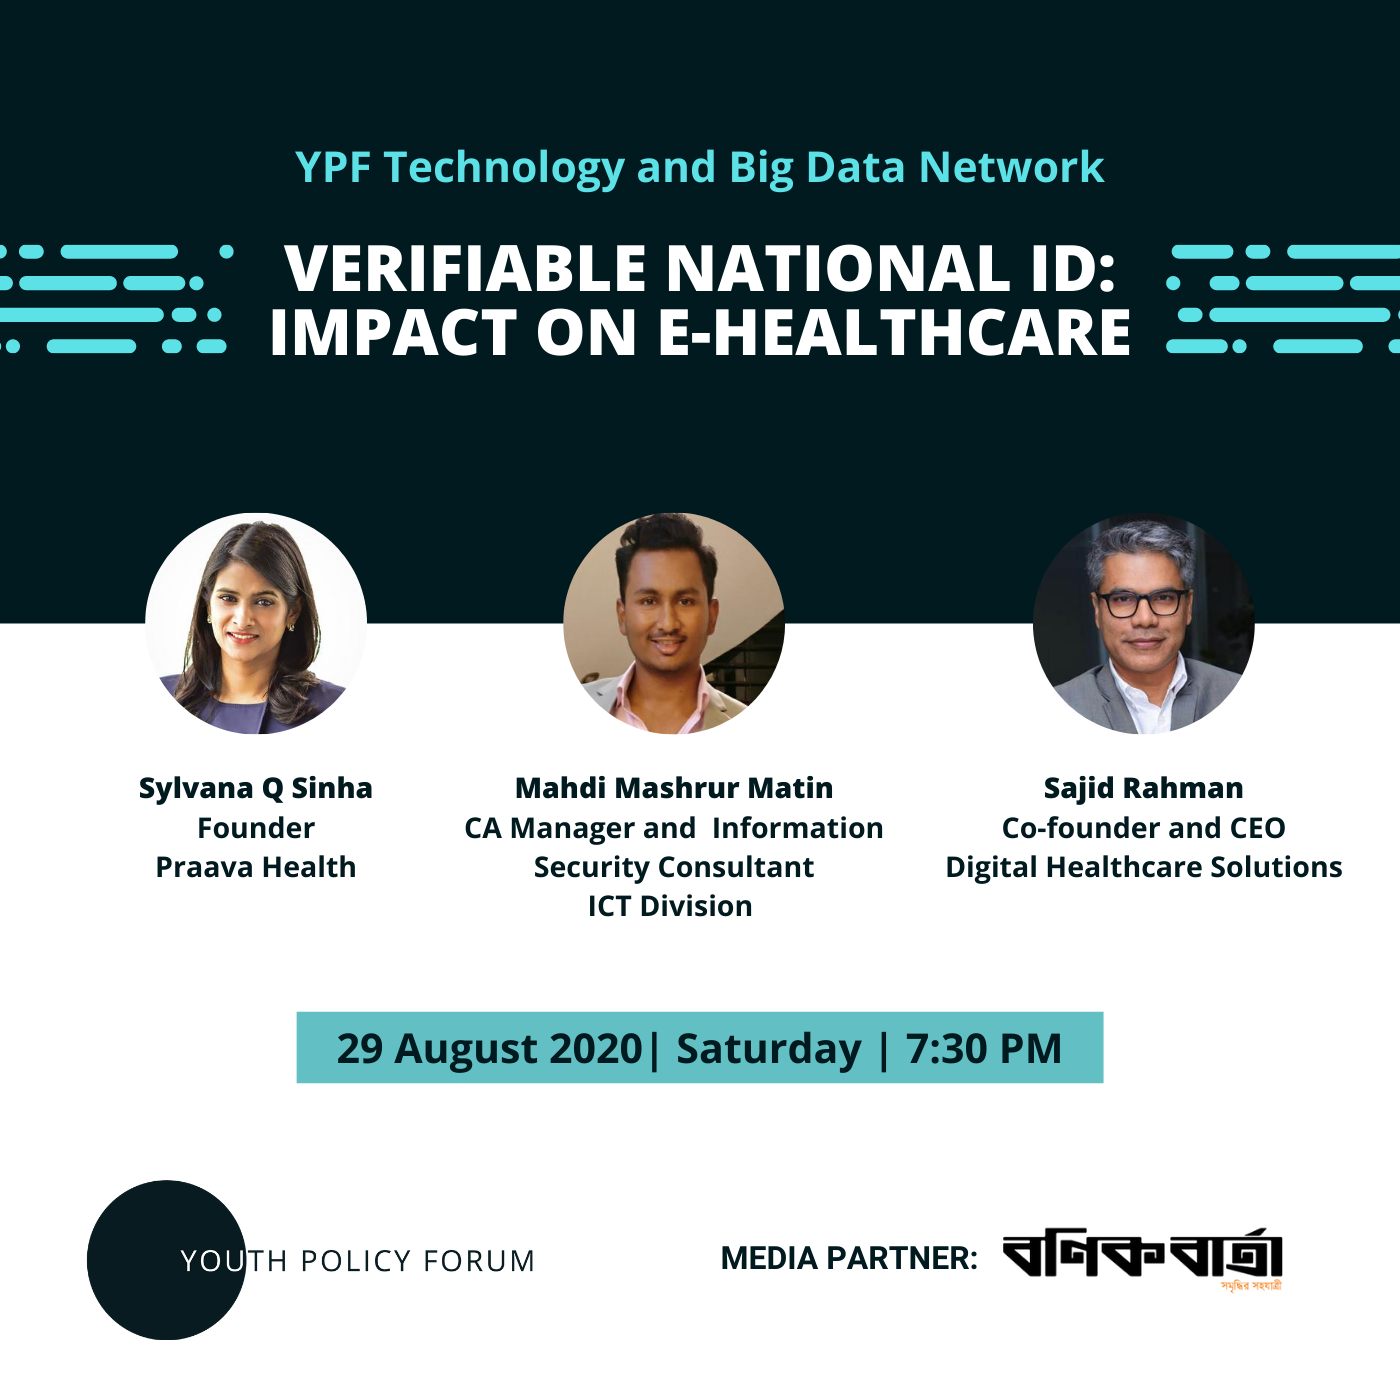 YPF Technology and Big Data Network
VERIFIABLE NATIONAL ID:
IMPACT ON E-HEALTHCARE
Sylvana Q Sinha
Founder
Praava Health
Mahdi Mashrur Matin
CA Manager and  Information
Security Consultant
ICT Division
Sajid Rahman
Co-founder and CEO
Digital Healthcare Solutions
29 August 2020| Saturday | 7:30 PM
YOUTH POLICY FORUM
MEDIA PARTNER:
বণিক বার্তা
সমৃদ্ধির সহযাত্রী